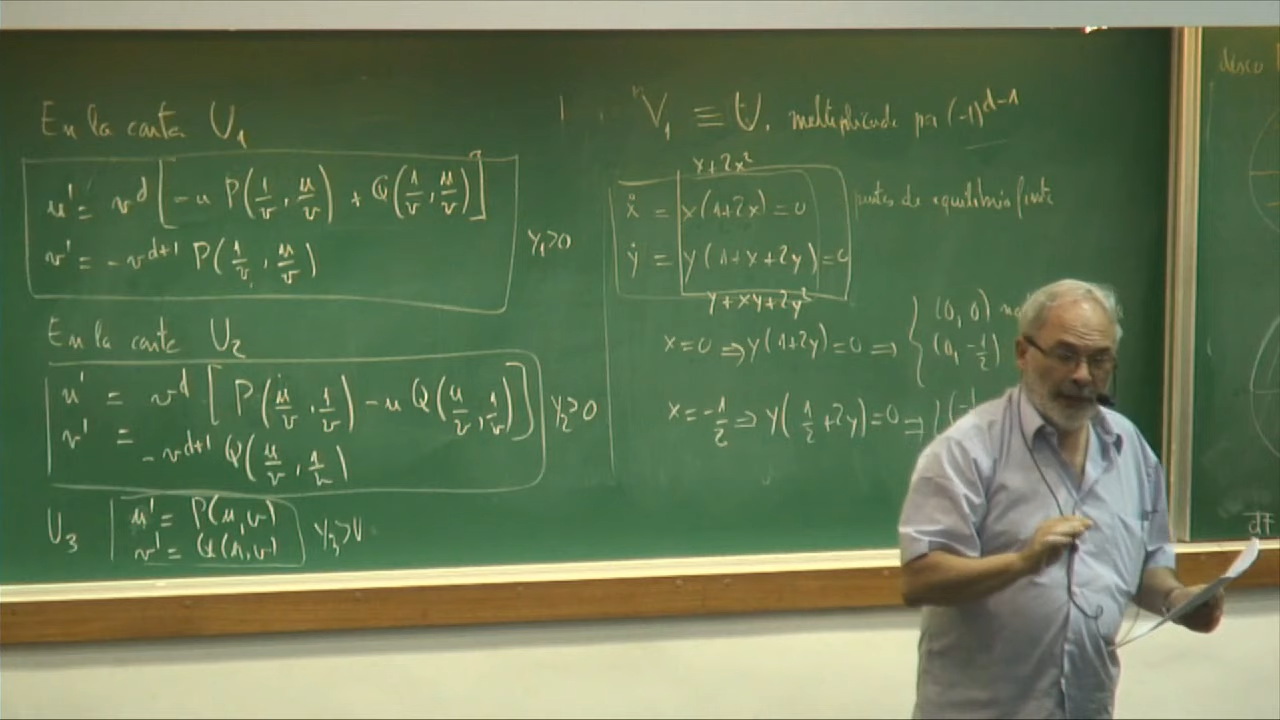 En la carta U₁
u' = v^d [ -u P(1/v, u/v) + Q(1/v, u/v) ]
v' = -v^{d+1} P(1/v, u/v)
y₁>0
En la carta U₂
u' = v^d [ P(u/v, 1/v) - u Q(u/v, 1/v) ]
v' = -v^{d+1} Q(u/v, 1/v)
y₂>0
U₃
u' = P(u,v)
v' = Q(u,v)
y₃>0
V₁ ≡ U₁ multiplicado por (-1)^{d-1}
x+2x²
ẋ = x(1+2x)=0
puntos de equilibrio finito
ẏ = y(1+x+2y)=0
y+xy+2y²
x=0 ⇒ y(1+2y)=0 ⇒ { (0,0)
(0,-1/2)
x=-1/2 ⇒ y(1/2+2y)=0 ⇒ {
disco